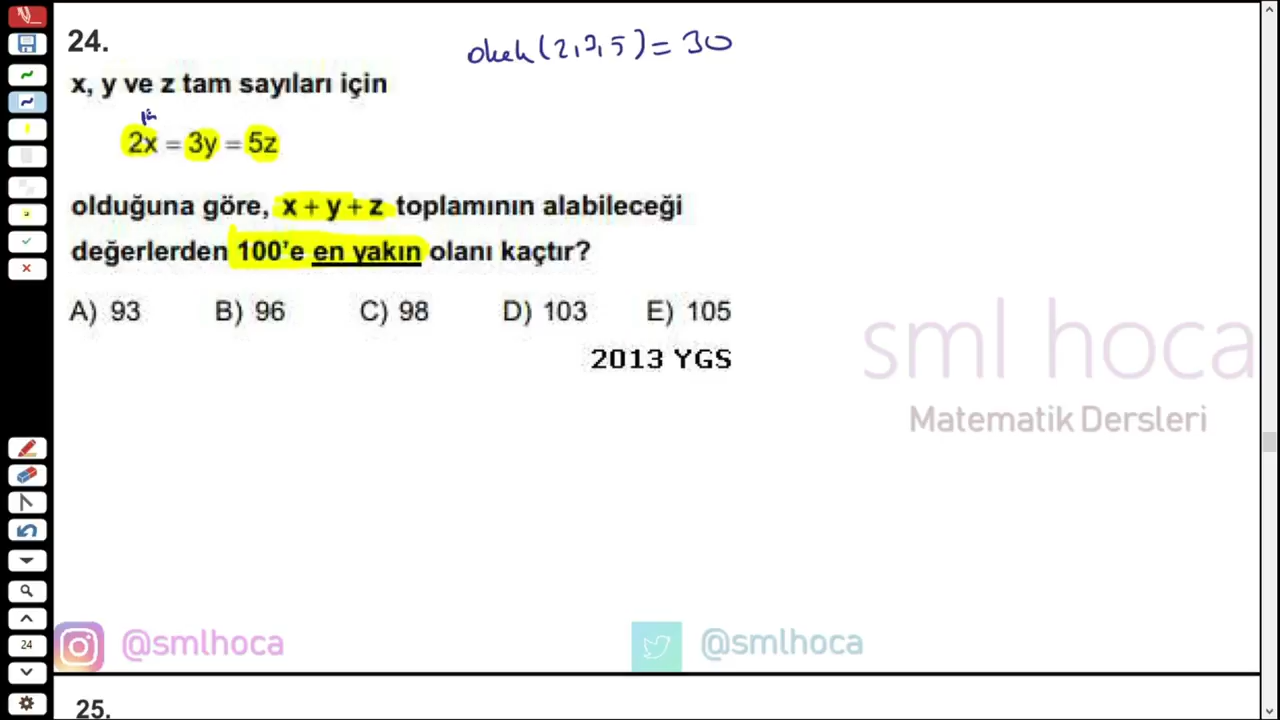 24.
okek(2,3,5)=30
x, y ve z tam sayıları için
2x = 3y = 5z
olduğuna göre, x + y + z toplamının alabileceği
değerlerden 100'e en yakın olanı kaçtır?
A) 93 B) 96 C) 98 D) 103 E) 105
2013 YGS
sml hoca
Matematik Dersleri
24
@smlhoca @smlhoca
25.